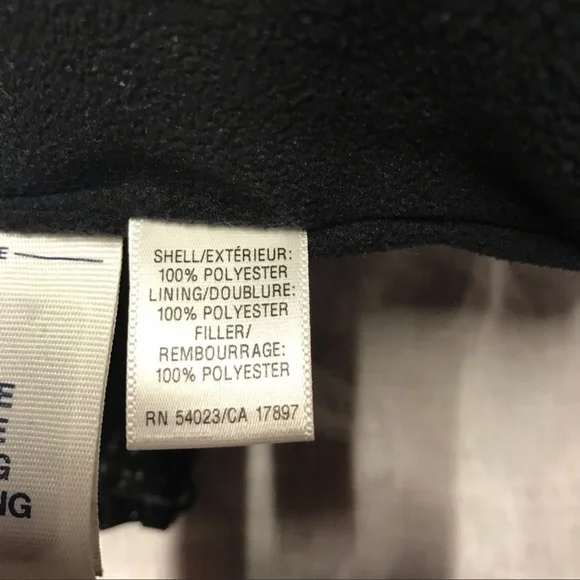 SHELL/EXTÉRIEUR:
100% POLYESTER
LINING/DOUBLURE:
100% POLYESTER
FILLER/
REMBOURRAGE:
100% POLYESTER
RN 54023/CA 17897